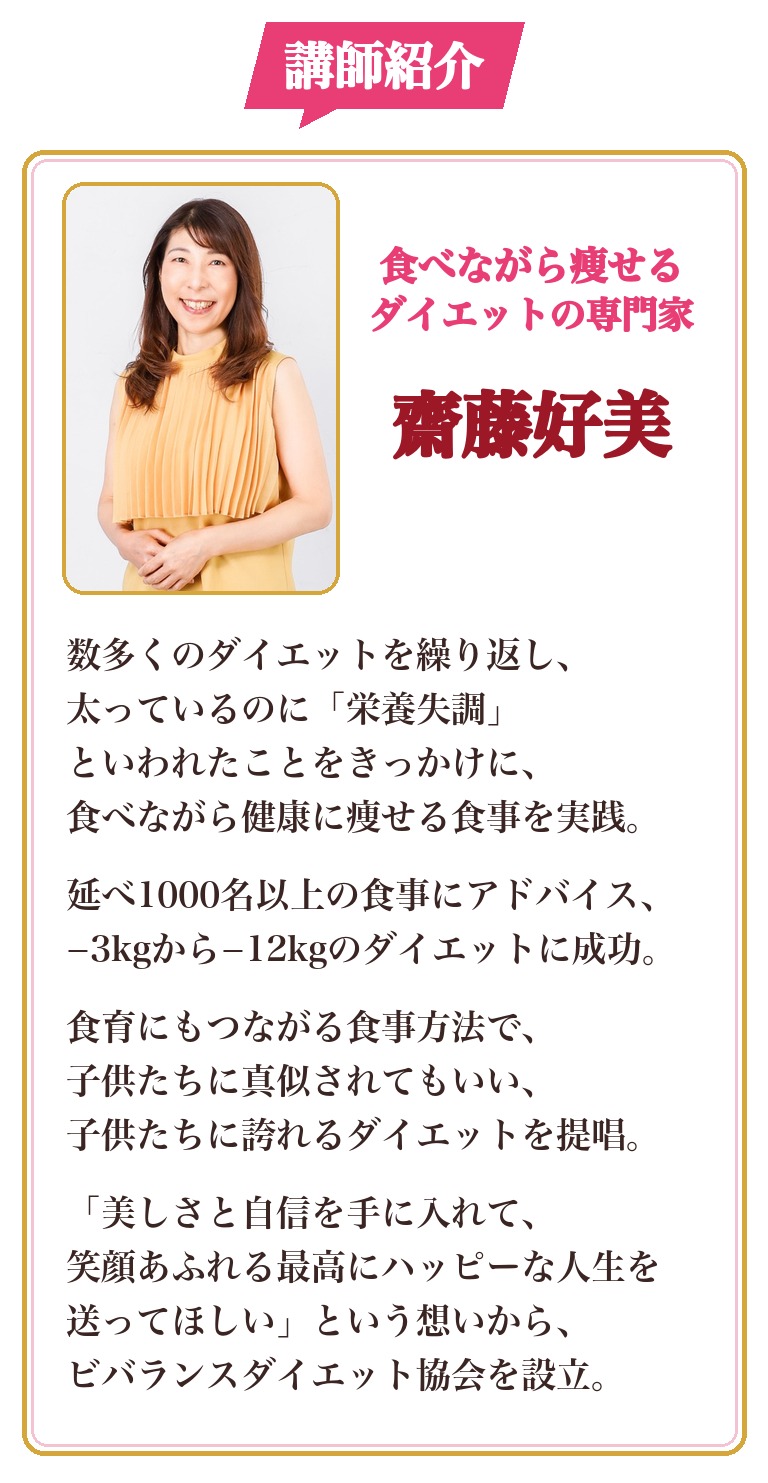 講師紹介
食べながら痩せる
ダイエットの専門家
齋藤好美
数多くのダイエットを繰り返し、
太っているのに「栄養失調」
といわれたことをきっかけに、
食べながら健康に痩せる食事を実践。
延べ1000名以上の食事にアドバイス、
−3kgから−12kgのダイエットに成功。
食育にもつながる食事方法で、
子供たちに真似されてもいい、
子供たちに誇れるダイエットを提唱。
「美しさと自信を手に入れて、
笑顔あふれる最高にハッピーな人生を
送ってほしい」という想いから、
ビバランスダイエット協会を設立。